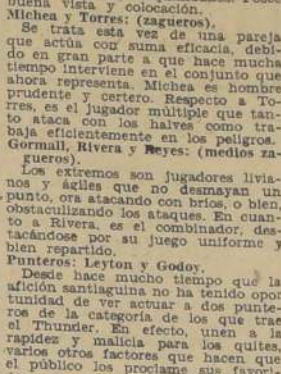 buena vista y colocación.
Michea y Torres: (zagueros).
Se trata esta vez de una pareja
que actúa con suma eficacia, debi-
do en gran parte a que hace mucha
tiempo interviene en el conjunto que
ahora representa. Michea es hombre
prudente y certero. Respecto a To-
rres, es el jugador múltiple que tan-
to ataca con los halves como tra-
baja eficientemente en los peligros.
Gormall, Rivera y Reyes: (medios za-
gueros).
Los extremos son jugadores livia-
nos y ágiles que no desmayan un
punto, ora atacando con bríos, o bien,
obstaculizando los ataques. En cuan-
to a Rivera, es el combinador, des-
tacándose por su juego uniforme y
bien repartido.
Punteros: Leyton y Godoy.
Desde hace mucho tiempo que la
afición santiaguina no ha tenido opor
tunidad de ver actuar a dos punte-
ros de la categoría de los que trae
el Thunder. En efecto, unen a la
rapidez y malicia para los quites,
varios otros factores que hacen que
el público los proclame sus favori-